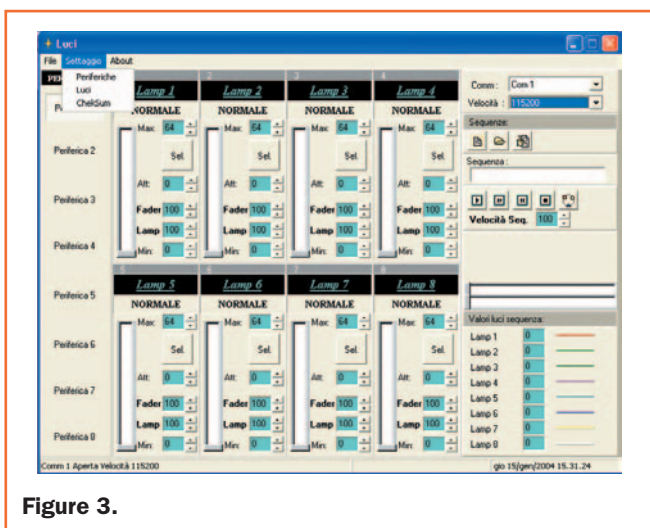 Luci
File Settaggio About
Periferiche
Luci
ChekSum
Periferica 2
Periferica 3
Periferica 4
Periferica 5
Periferica 6
Periferica 7
Periferica 8
2
3
4
Lamp 1 Lamp 2 Lamp 3 Lamp 4
NORMALE NORMALE NORMALE NORMALE
Max: 64 Max: 64 Max: 64 Max: 64
Sel. Sel. Sel. Sel.
Att: 0 Att: 0 Att: 0 Att: 0
Fader 100 Fader 100 Fader 100 Fader 100
Lamp 100 Lamp 100 Lamp 100 Lamp 100
Min: 0 Min: 0 Min: 0 Min: 0
5 6 7 8
Lamp 5 Lamp 6 Lamp 7 Lamp 8
NORMALE NORMALE NORMALE NORMALE
Max: 64 Max: 64 Max: 64 Max: 64
Sel. Sel. Sel. Sel.
Att: 0 Att: 0 Att: 0 Att: 0
Fader 100 Fader 100 Fader 100 Fader 100
Lamp 100 Lamp 100 Lamp 100 Lamp 100
Min: 0 Min: 0 Min: 0 Min: 0
Comm : Com 1
Velocità : 115200
Sequenze:
Sequenza :
Velocità Seq. 100
Valori luci sequenza:
Lamp 1 0
Lamp 2 0
Lamp 3 0
Lamp 4 0
Lamp 5 0
Lamp 6 0
Lamp 7 0
Lamp 8 0
Comm 1 Aperta Velocità 115200
gio 15/gen/2004 15.31.24
Figure 3.